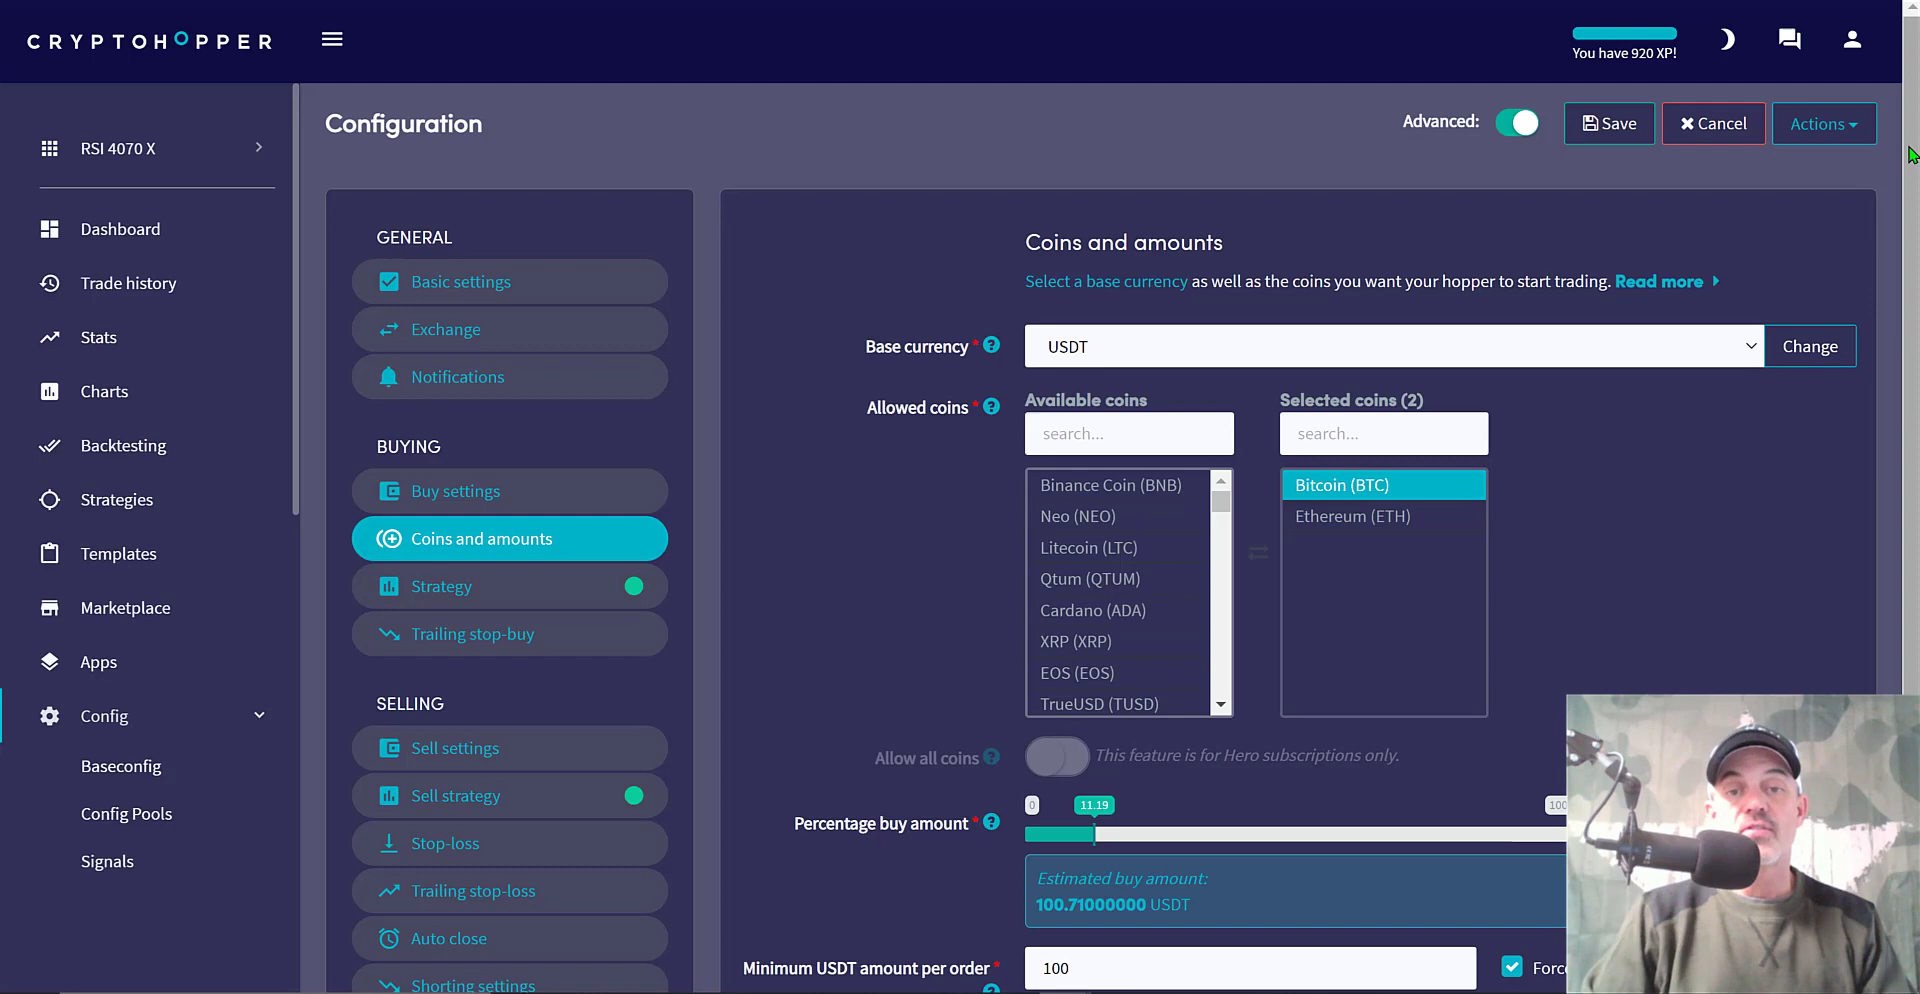 CRYPTOHOPPER
You have 920 XP!
RSI 4070 X
Dashboard
Trade history
Stats
Charts
Backtesting
Strategies
Templates
Marketplace
Apps
Config
Baseconfig
Config Pools
Signals
Configuration
Advanced:
Save
Cancel
Actions
GENERAL
Basic settings
Exchange
Notifications
BUYING
Buy settings
Coins and amounts
Strategy
Trailing stop-buy
SELLING
Sell settings
Sell strategy
Stop-loss
Trailing stop-loss
Auto close
Shorting settings
Coins and amounts
Select a base currency as well as the coins you want your hopper to start trading. Read more
Base currency *
USDT
Change
Allowed coins *
Available coins
search...
Binance Coin (BNB)
Neo (NEO)
Litecoin (LTC)
Qtum (QTUM)
Cardano (ADA)
XRP (XRP)
EOS (EOS)
TrueUSD (TUSD)
Selected coins (2)
search...
Bitcoin (BTC)
Ethereum (ETH)
Allow all coins
This feature is for Hero subscriptions only.
Percentage buy amount *
0
11.19
100
Estimated buy amount:
100.71000000 USDT
Minimum USDT amount per order *
100
Forc